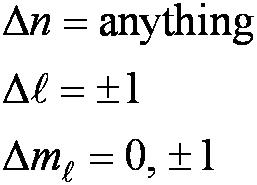 Δn = anything
Δℓ = ±1
Δm_ℓ = 0, ±1